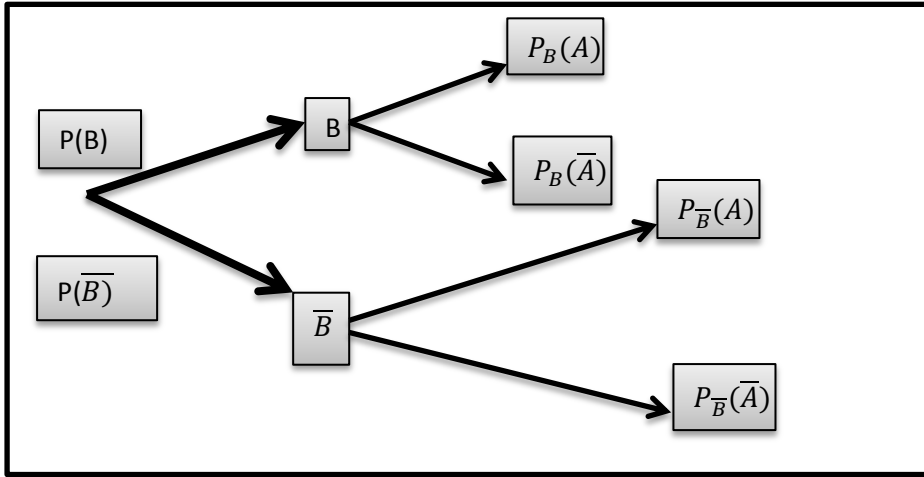 P_B(A)
P(B)
B
P_B(A̅)
P_B̅(A)
P(B̅)̅
B̅
P_B̅(A̅)